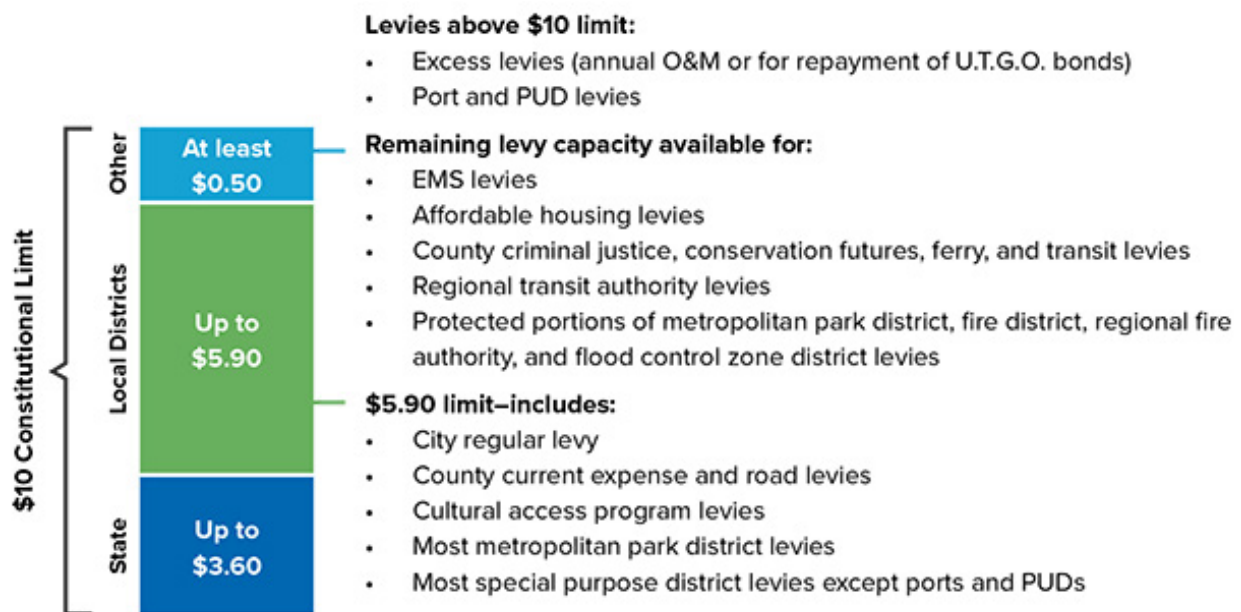 Levies above $10 limit:
• Excess levies (annual O&M or for repayment of U.T.G.O. bonds)
• Port and PUD levies
$10 Constitutional Limit
Other
At least
$0.50
Remaining levy capacity available for:
• EMS levies
• Affordable housing levies
• County criminal justice, conservation futures, ferry, and transit levies
• Regional transit authority levies
• Protected portions of metropolitan park district, fire district, regional fire
authority, and flood control zone district levies
Local Districts
Up to
$5.90
$5.90 limit–includes:
• City regular levy
• County current expense and road levies
• Cultural access program levies
• Most metropolitan park district levies
• Most special purpose district levies except ports and PUDs
State
Up to
$3.60